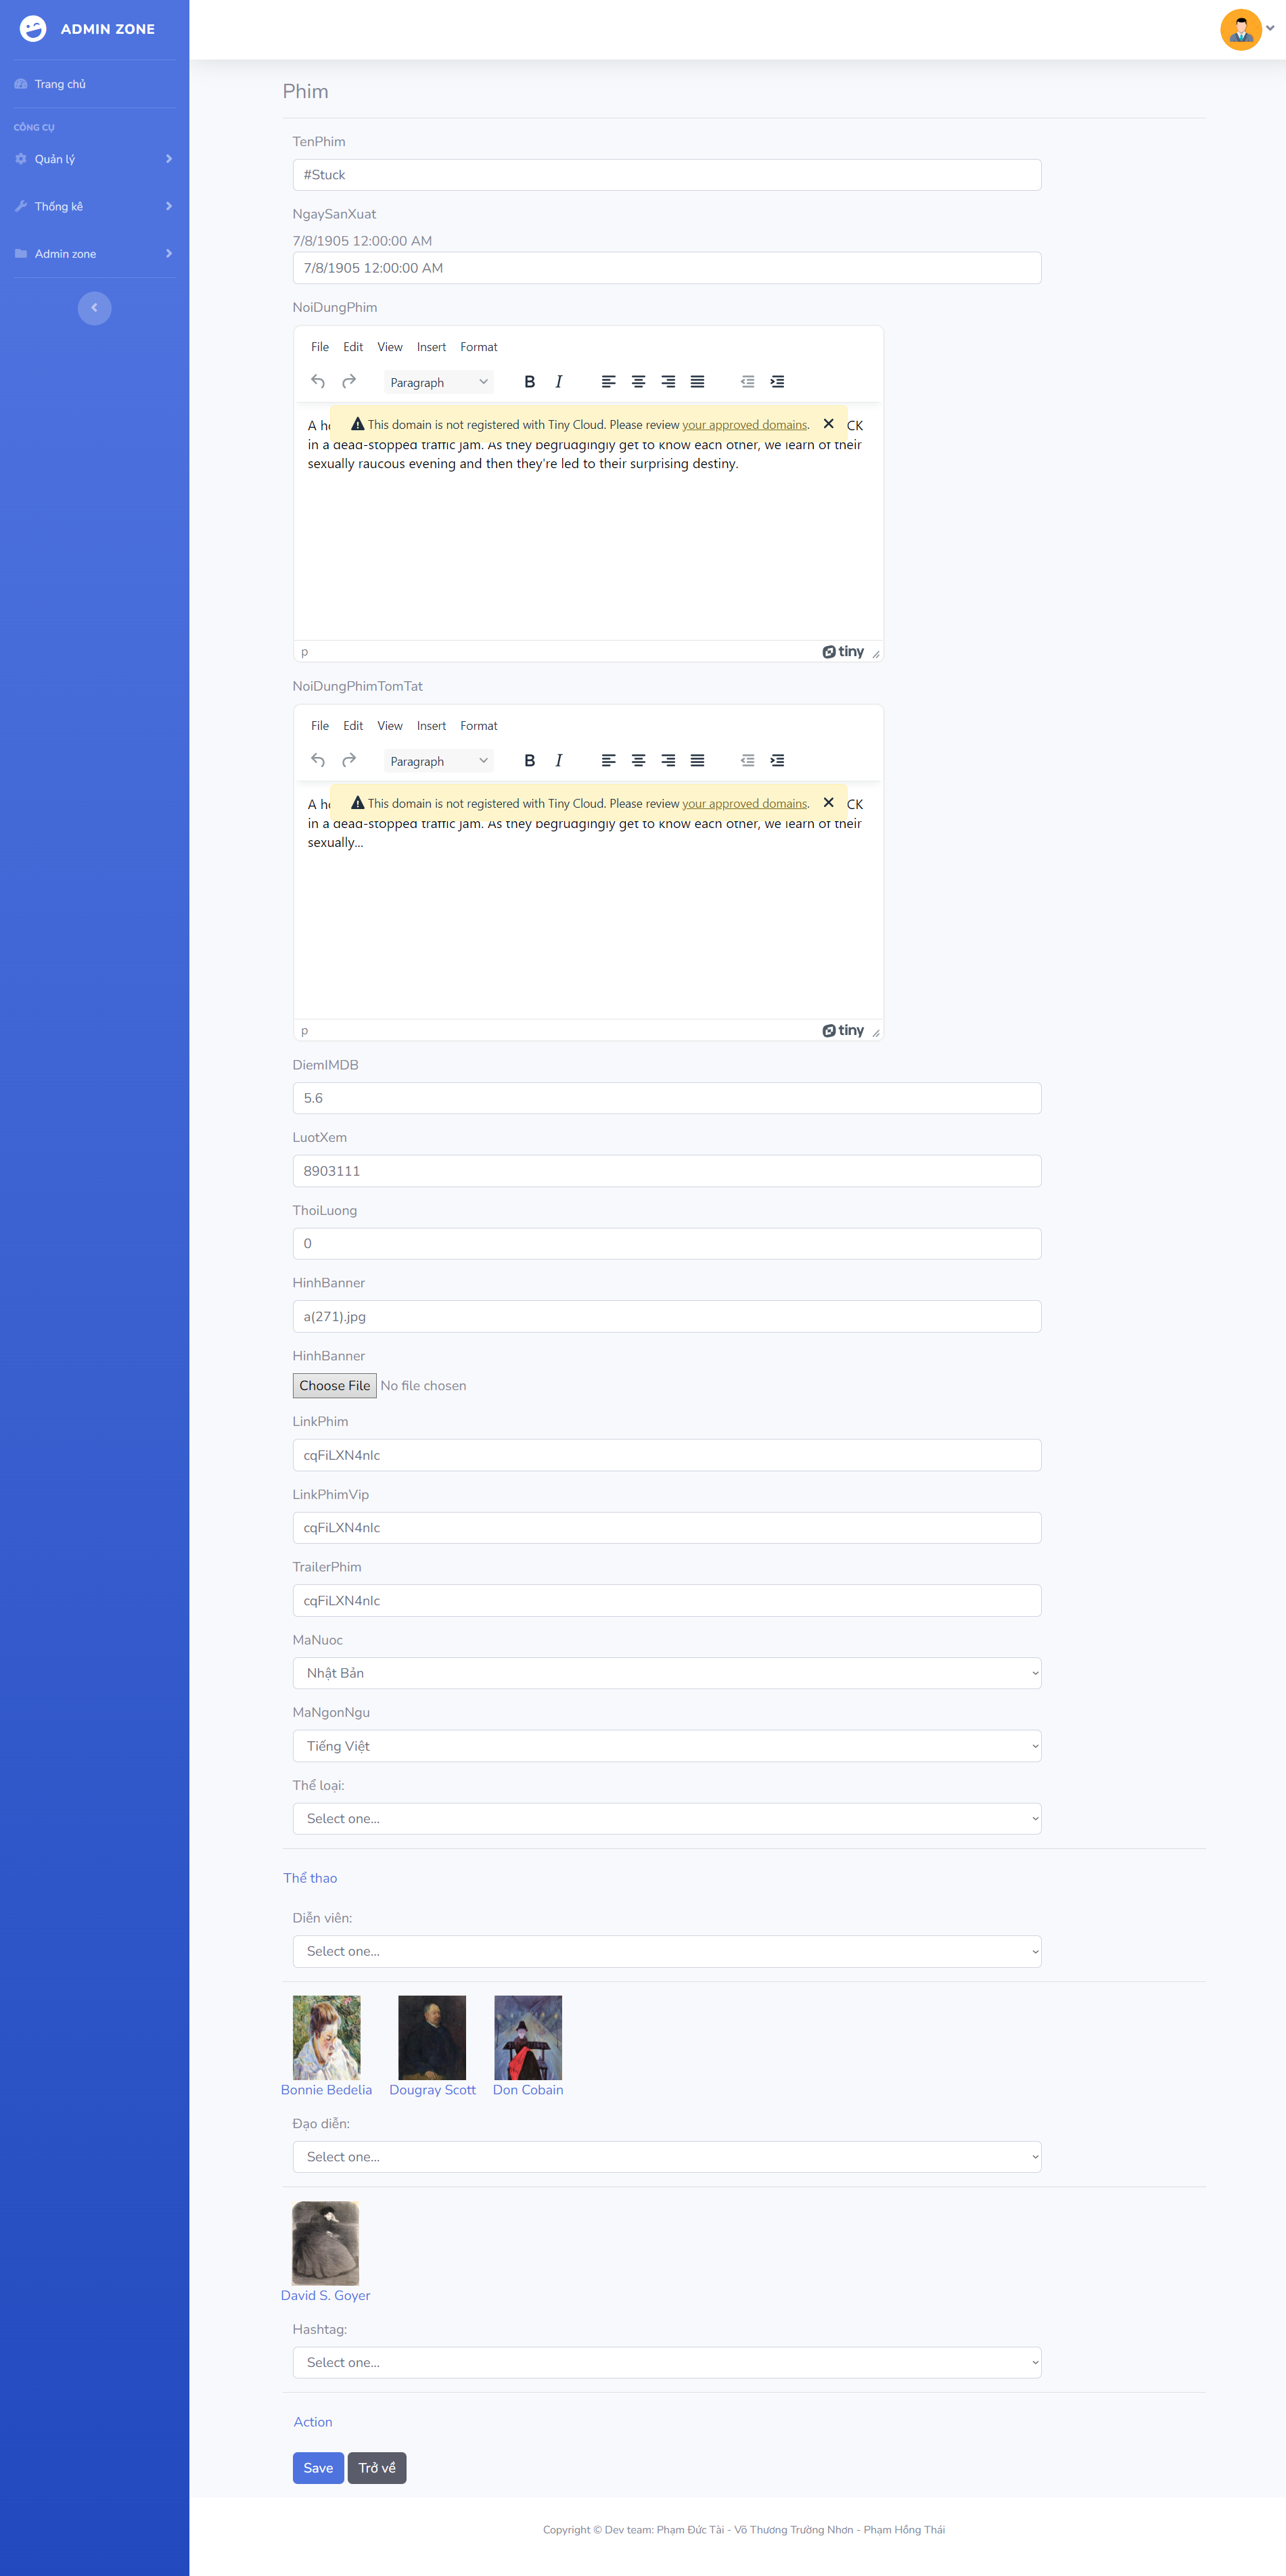 ADMIN ZONE
Trang chủ
CÔNG CỤ
Quản lý
Thống kê
Admin zone
Phim
TenPhim
#Stuck
NgaySanXuat
7/8/1905 12:00:00 AM
7/8/1905 12:00:00 AM
NoiDungPhim
File Edit View Insert Format
Paragraph B I
This domain is not registered with Tiny Cloud. Please review your approved domains.
A CK
in a dead-stopped traffic jam. As they begrudgingly get to know each other, we learn of their
sexually raucous evening and then they're led to their surprising destiny.
p tiny
NoiDungPhimTomTat
File Edit View Insert Format
Paragraph B I
This domain is not registered with Tiny Cloud. Please review your approved domains.
A CK
in a dead-stopped traffic jam. As they begrudgingly get to know each other, we learn of their
sexually...
p tiny
DiemIMDB
5.6
LuotXem
8903111
ThoiLuong
0
HinhBanner
a(271).jpg
HinhBanner
Choose File No file chosen
LinkPhim
cqFiLXN4nIc
LinkPhimVip
cqFiLXN4nIc
TrailerPhim
cqFiLXN4nIc
MaNuoc
Nhật Bản
MaNgonNgu
Tiếng Việt
Thể loại:
Select one...
Thể thao
Diễn viên:
Select one...
Bonnie Bedelia Dougray Scott Don Cobain
Đạo diễn:
Select one...
David S. Goyer
Hashtag:
Select one...
Action
Save Trở về
Copyright © Dev team: Phạm Đức Tài - Võ Thương Trường Nhơn - Phạm Hồng Thái